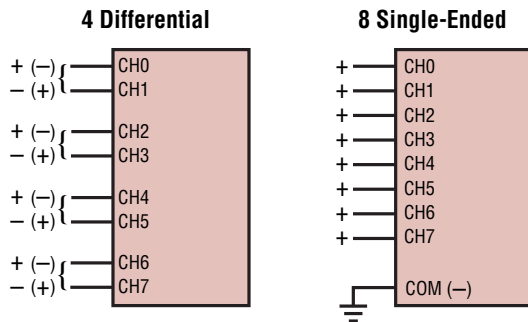 4 Differential
+ (–) { CH0
– (+) CH1
+ (–) { CH2
– (+) CH3
+ (–) { CH4
– (+) CH5
+ (–) { CH6
– (+) CH7
8 Single-Ended
+ CH0
+ CH1
+ CH2
+ CH3
+ CH4
+ CH5
+ CH6
+ CH7
COM (–)